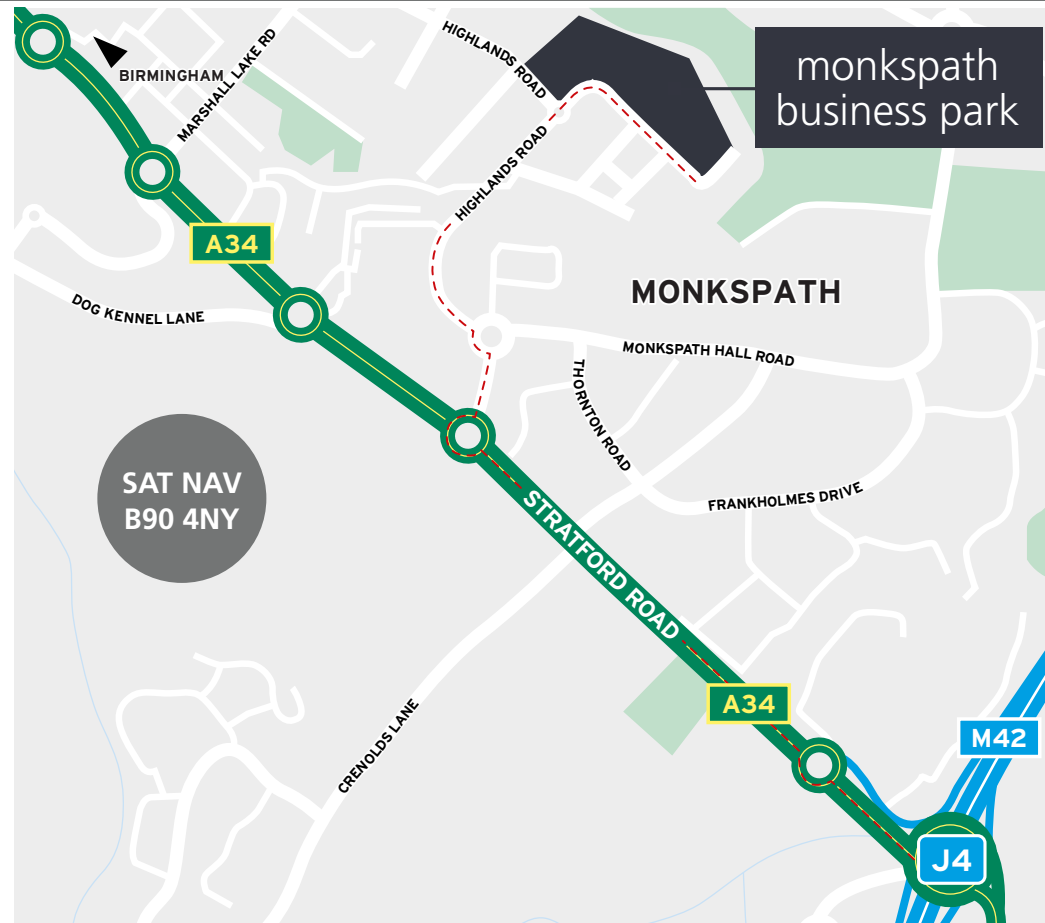 HIGHLANDS ROAD
monkspath
business park
BIRMINGHAM
MARSHALL LAKE RD
HIGHLANDS ROAD
A34
MONKSPATH
DOG KENNEL LANE
MONKSPATH HALL ROAD
THORNTON ROAD
SAT NAV
B90 4NY
FRANKHOLMES DRIVE
STRATFORD ROAD
A34
CRENOLDS LANE
M42
J4